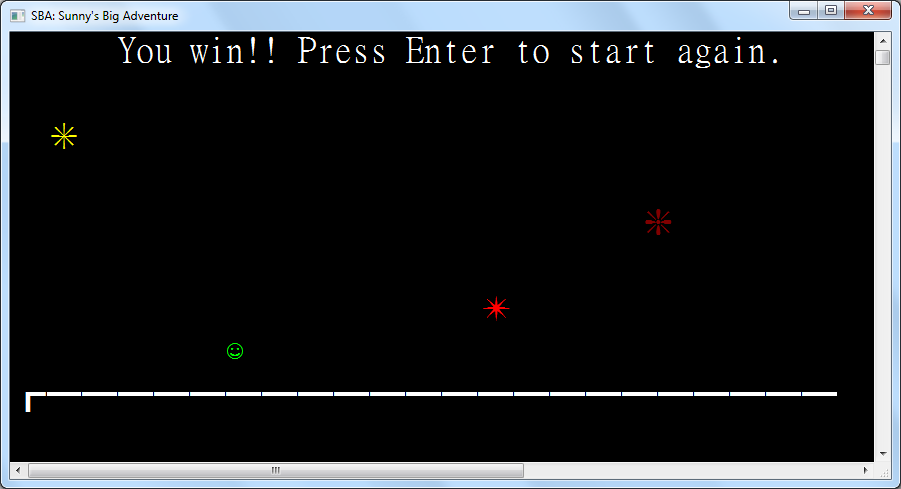 SBA: Sunny's Big Adventure
You win!! Press Enter to start again.